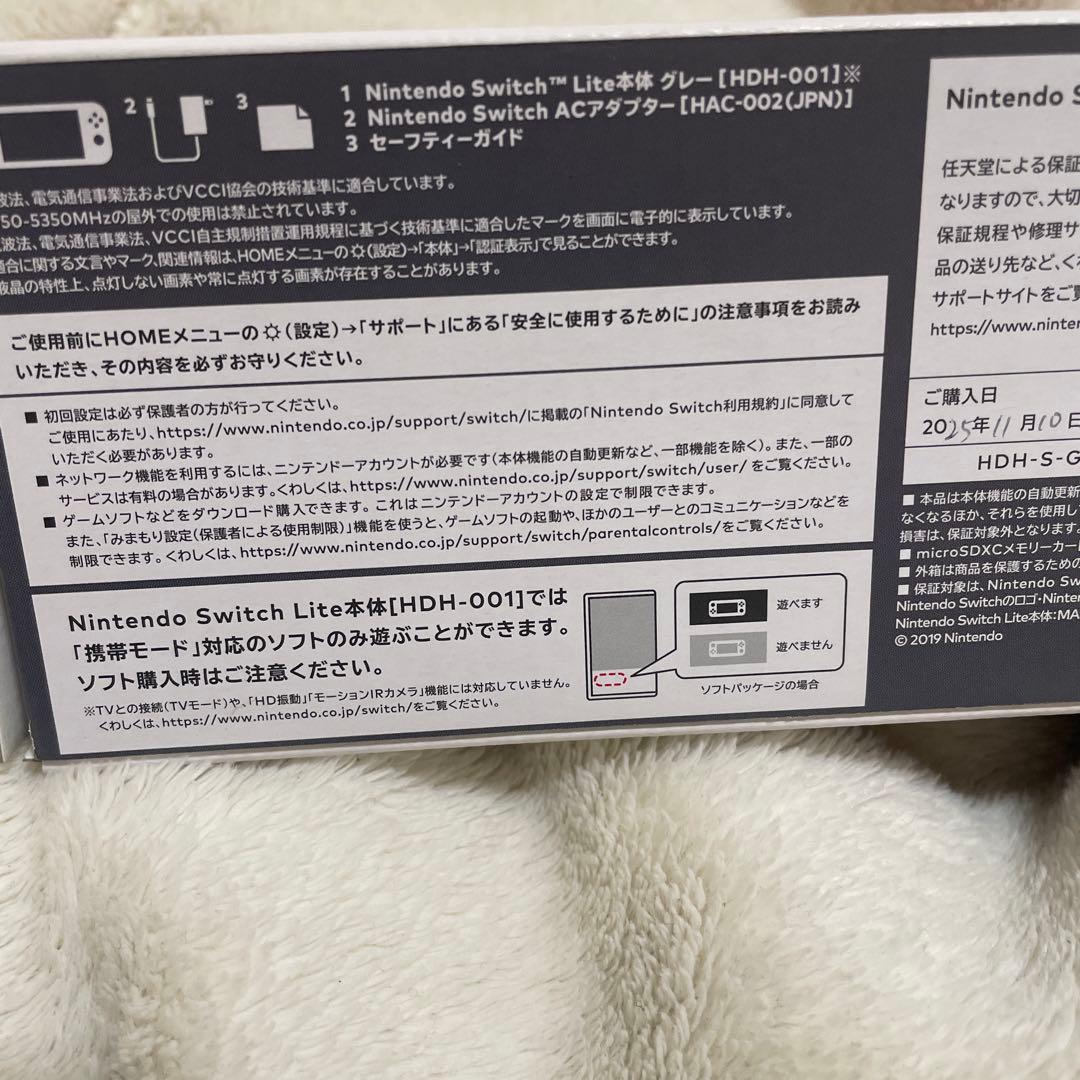 1 Nintendo Switch™ Lite本体 グレー[HDH-001]※
2
3
2 Nintendo Switch ACアダプター[HAC-002(JPN)]
3 セーフティーガイド
波法、電気通信事業法およびVCCI協会の技術基準に適合しています。
50-5350MHzの屋外での使用は禁止されています。
波法、電気通信事業法、VCCI自主規制措置運用規程に基づく技術基準に適合したマークを画面に電子的に表示しています。
適合に関する文言やマーク、関連情報は、HOMEメニューの(設定)→「本体」→「認証表示」で見ることができます。
液晶の特性上、点灯しない画素や常に点灯する画素が存在することがあります。
ご使用前にHOMEメニューの(設定)→「サポート」にある「安全に使用するために」の注意事項をお読み
いただき、その内容を必ずお守りください。
■ 初回設定は必ず保護者の方が行ってください。
ご使用にあたり、https://www.nintendo.co.jp/support/switch/に掲載の「Nintendo Switch利用規約」に同意して
いただく必要があります。
■ ネットワーク機能を利用するには、ニンテンドーアカウントが必要です(本体機能の自動更新など、一部機能を除く)。また、一部の
サービスは有料の場合があります。くわしくは、https://www.nintendo.co.jp/support/switch/user/ をご覧ください。
■ ゲームソフトなどをダウンロード購入できます。これはニンテンドーアカウントの設定で制限できます。
また、「みまもり設定(保護者による使用制限)」機能を使うと、ゲームソフトの起動や、ほかのユーザーとのコミュニケーションなどを
制限できます。くわしくは、https://www.nintendo.co.jp/support/switch/parentalcontrols/をご覧ください。
Nintendo Switch Lite本体[HDH-001]では
「携帯モード」対応のソフトのみ遊ぶことができます。
ソフト購入時はご注意ください。
※TVとの接続(TVモード)や、「HD振動」「モーションIRカメラ」機能には対応していません。
くわしくは、https://www.nintendo.co.jp/switch/をご覧ください。
遊べます
遊べません
ソフトパッケージの場合
Nintendo S
任天堂による保証
なりますので、大切
保証規程や修理サ
品の送り先など、く
サポートサイトをご覧
https://www.ninten
ご購入日
2025年11月10日
HDH-S-G
■ 本品は本体機能の自動更新
なくなるほか、それらを使用し
損害は、保証対象外となります。
■ microSDXCメモリーカー
■ 外箱は商品を保護するための
■ 保証対象は、Nintendo Sw
Nintendo Switchのロゴ・Ninten
Nintendo Switch Lite本体:MA
© 2019 Nintendo